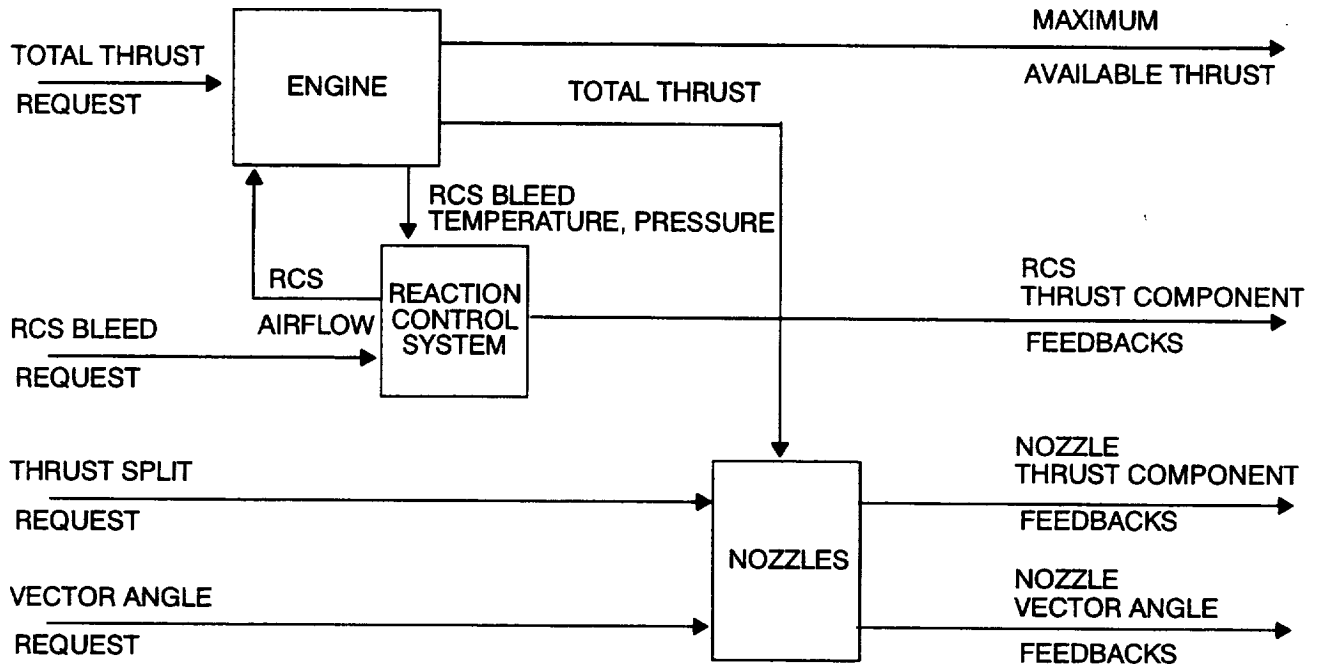 TOTAL THRUST
REQUEST
ENGINE
MAXIMUM
AVAILABLE THRUST
TOTAL THRUST
RCS BLEED
TEMPERATURE, PRESSURE
RCS
AIRFLOW
REACTION
CONTROL
SYSTEM
RCS
THRUST COMPONENT
FEEDBACKS
RCS BLEED
REQUEST
THRUST SPLIT
REQUEST
NOZZLES
NOZZLE
THRUST COMPONENT
FEEDBACKS
VECTOR ANGLE
REQUEST
NOZZLE
VECTOR ANGLE
FEEDBACKS